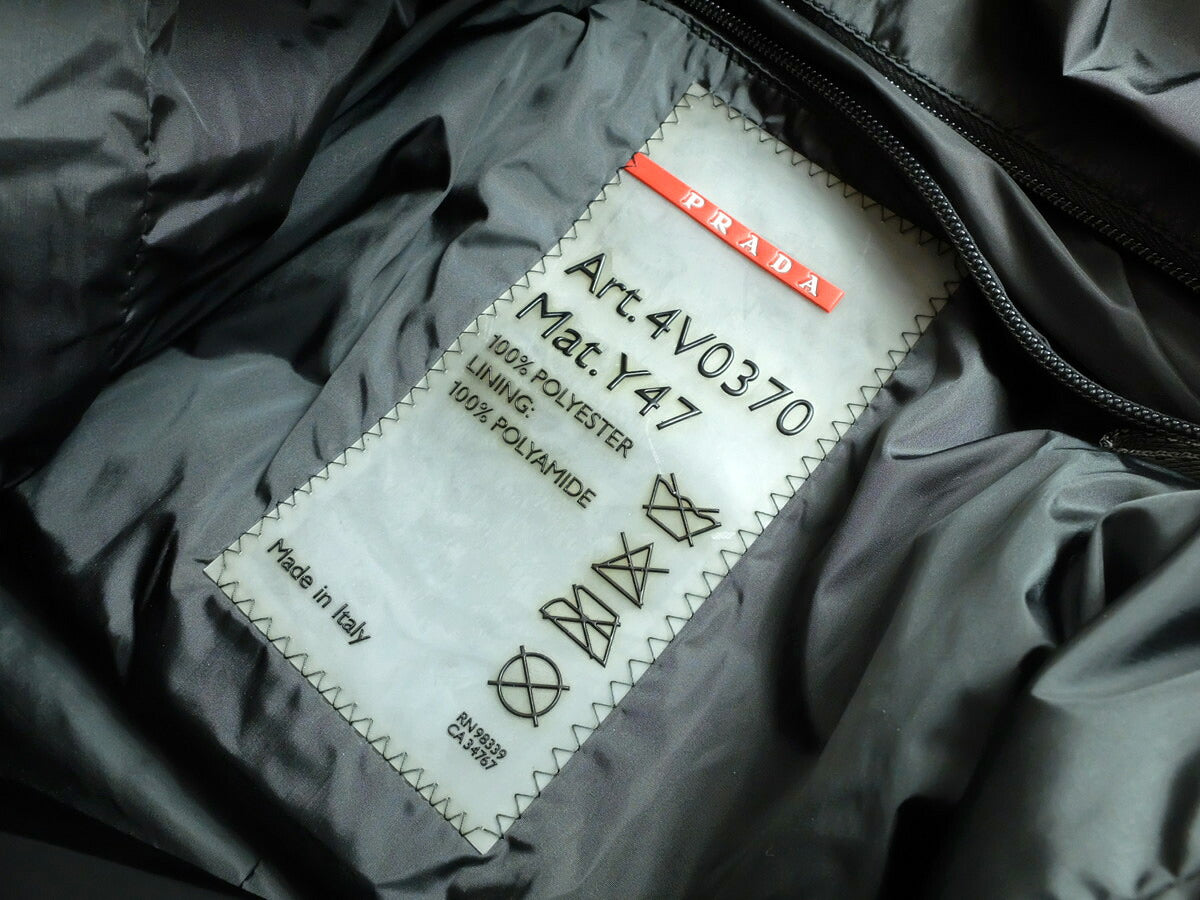 PRADA
Art.4V0370
Mat.Y47
100% POLYESTER
LINING:
100% POLYAMIDE
Made in Italy
RN 98339
CA 34767